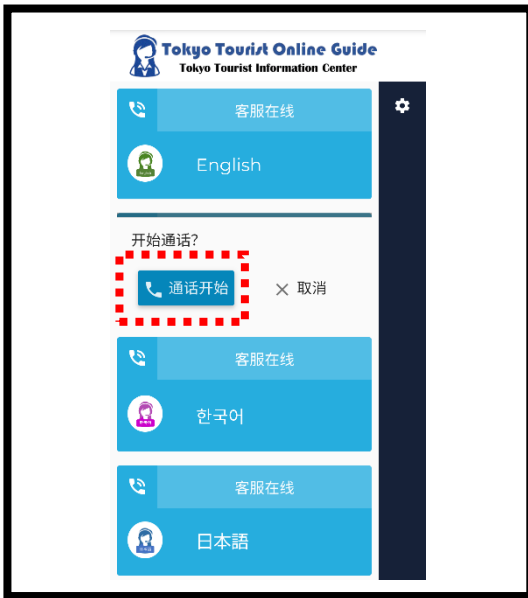 Tokyo Tourist Online Guide
Tokyo Tourist Information Center
客服在线
English
开始通话?
通话开始
取消
客服在线
한국어
客服在线
日本語